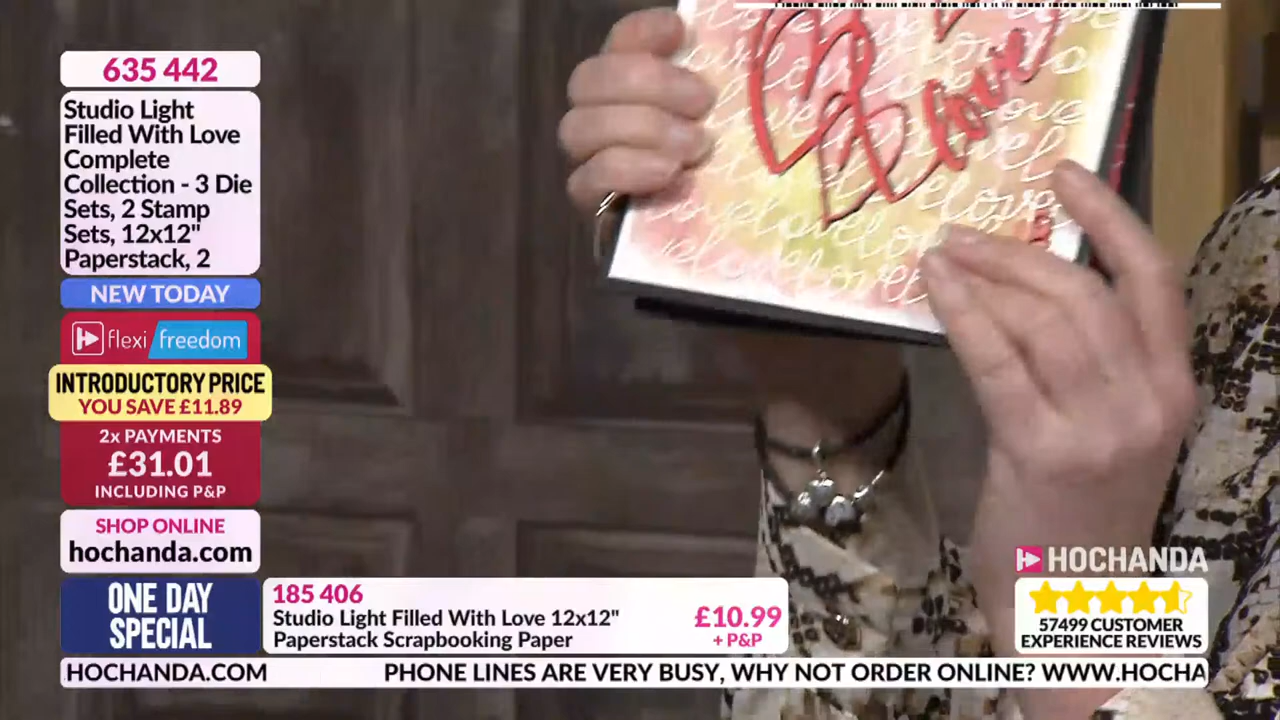 635 442
Studio Light
Filled With Love
Complete
Collection - 3 Die
Sets, 2 Stamp
Sets, 12x12"
Paperstack, 2
NEW TODAY
flexi freedom
INTRODUCTORY PRICE
YOU SAVE £11.89
2x PAYMENTS
£31.01
INCLUDING P&P
SHOP ONLINE
hochanda.com
love
HOCHANDA
57499 CUSTOMER
EXPERIENCE REVIEWS
ONE DAY
SPECIAL
185 406
Studio Light Filled With Love 12x12"
Paperstack Scrapbooking Paper
£10.99
+ P&P
HOCHANDA.COM PHONE LINES ARE VERY BUSY, WHY NOT ORDER ONLINE? WWW.HOCHA